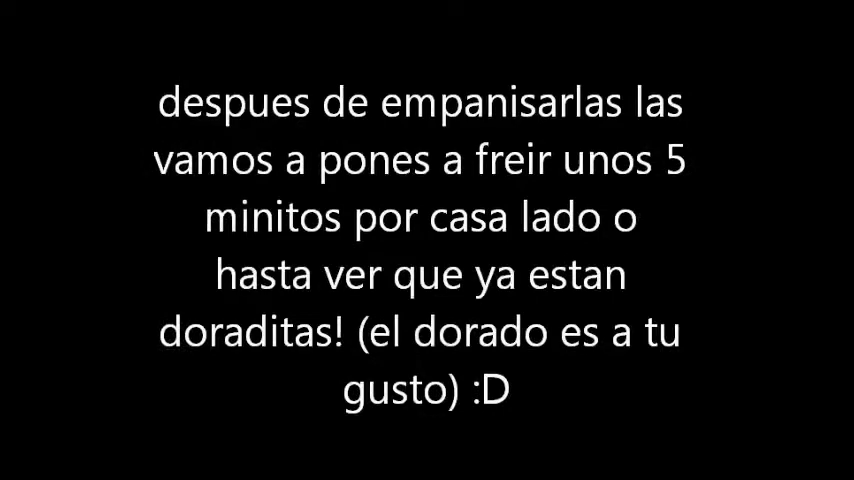 despues de empanisarlas las
vamos a pones a freir unos 5
minitos por casa lado o
hasta ver que ya estan
doraditas! (el dorado es a tu
gusto) :D